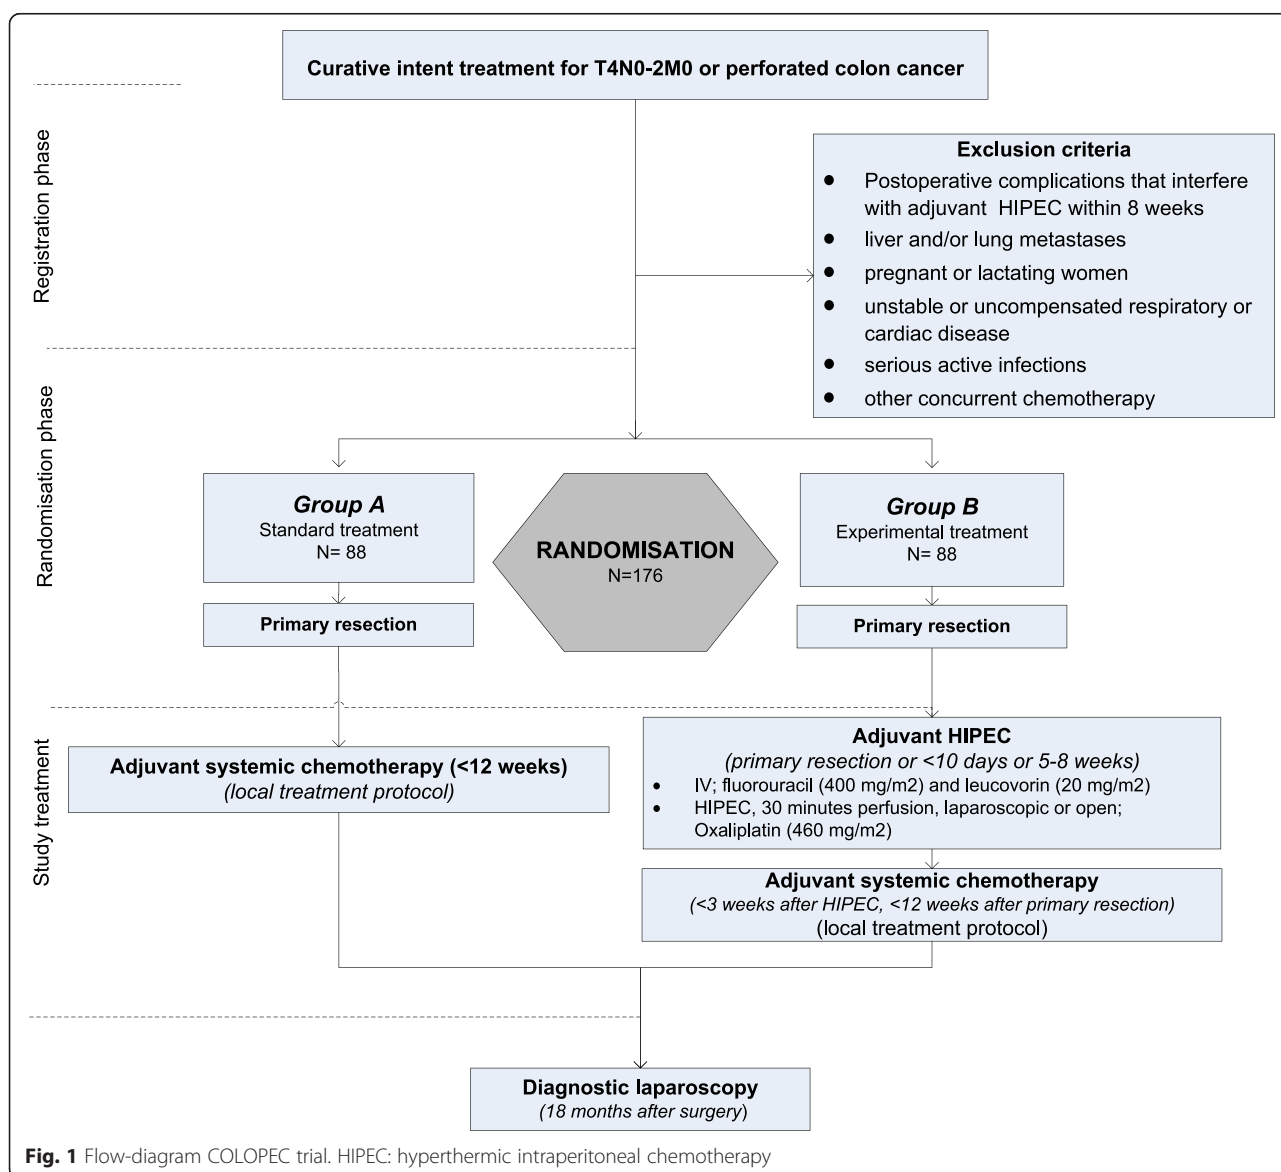 Curative intent treatment for T4N0-2M0 or perforated colon cancer
Registration phase
Exclusion criteria
● Postoperative complications that interfere
with adjuvant HIPEC within 8 weeks
● liver and/or lung metastases
● pregnant or lactating women
● unstable or uncompensated respiratory or
cardiac disease
● serious active infections
● other concurrent chemotherapy
Randomisation phase
Group A
Standard treatment
N= 88
RANDOMISATION
N=176
Group B
Experimental treatment
N= 88
Primary resection
Primary resection
Study treatment
Adjuvant systemic chemotherapy (<12 weeks)
(local treatment protocol)
Adjuvant HIPEC
(primary resection or <10 days or 5-8 weeks)
• IV; fluorouracil (400 mg/m2) and leucovorin (20 mg/m2)
• HIPEC, 30 minutes perfusion, laparoscopic or open;
Oxaliplatin (460 mg/m2)
Adjuvant systemic chemotherapy
(<3 weeks after HIPEC, <12 weeks after primary resection)
(local treatment protocol)
Diagnostic laparoscopy
(18 months after surgery)
Fig. 1 Flow-diagram COLOPEC trial. HIPEC: hyperthermic intraperitoneal chemotherapy